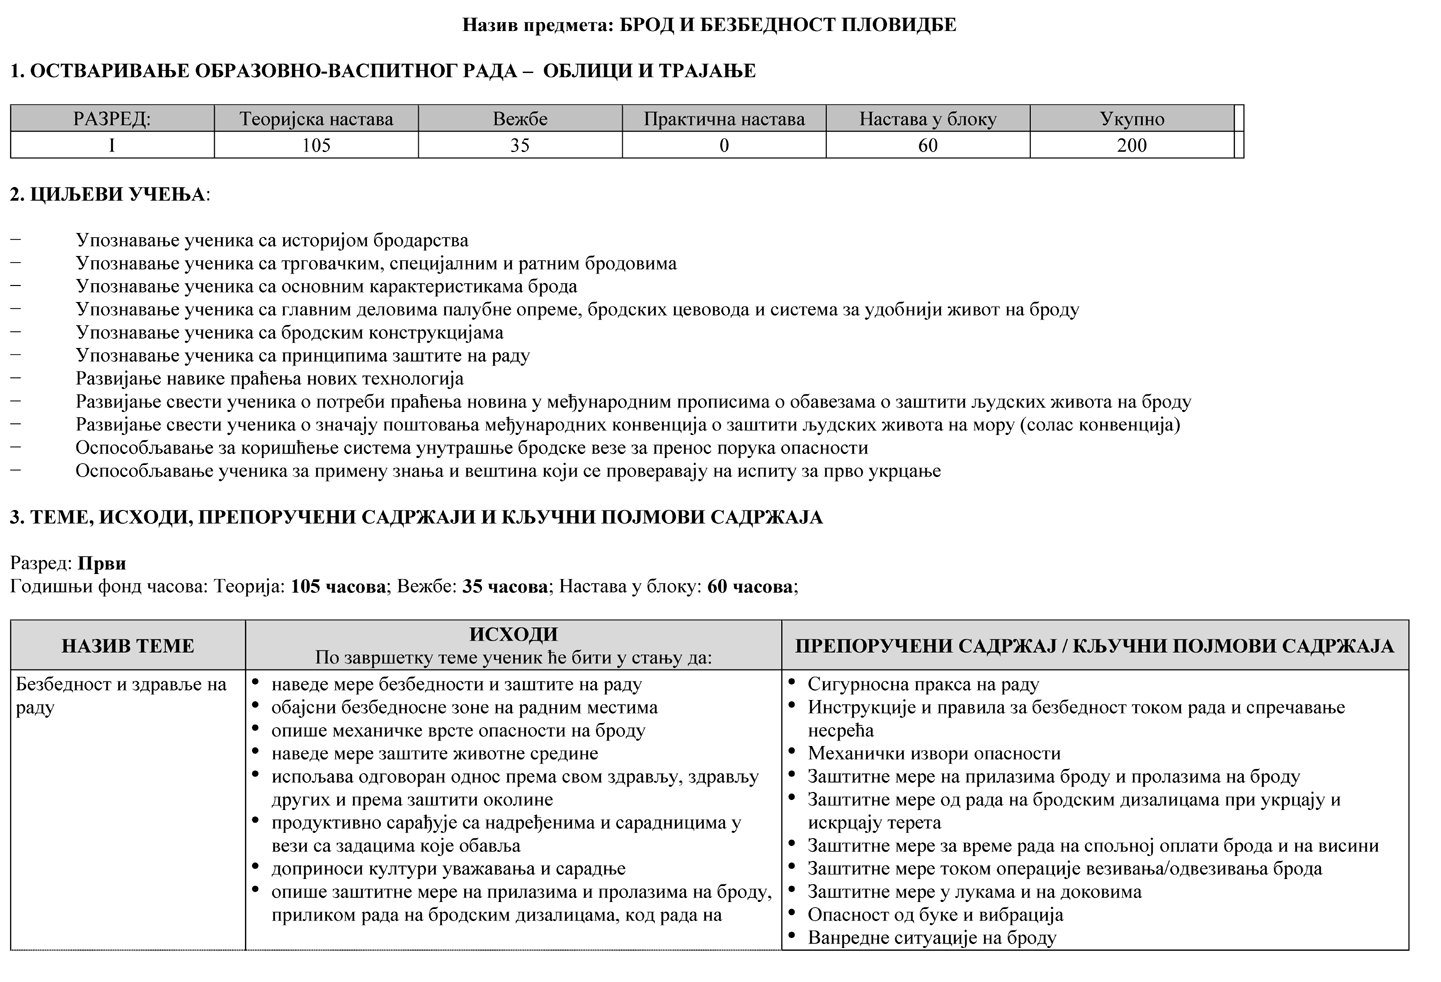 Назив предмета: БРОД И БЕЗБЕДНОСТ ПЛОВИДБЕ
1. ОСТВАРИВАЊЕ ОБРАЗОВНО-ВАСПИТНОГ РАДА – ОБЛИЦИ И ТРАЈАЊЕ
РАЗРЕД: Теоријска настава Вежбе Практична настава Настава у блоку Укупно
I 105 35 0 60 200
2. ЦИЉЕВИ УЧЕЊА:
– Упознавање ученика са историјом бродарства
– Упознавање ученика са трговачким, специјалним и ратним бродовима
– Упознавање ученика са основним карактеристикама брода
– Упознавање ученика са главним деловима палубне опреме, бродских цевовода и система за удобнији живот на броду
– Упознавање ученика са бродским конструкцијама
– Упознавање ученика са принципима заштите на раду
– Развијање навике праћења нових технологија
– Развијање свести ученика о потреби праћења новина у међународним прописима о обавезама о заштити људских живота на броду
– Развијање свести ученика о значају поштовања међународних конвенција о заштити људских живота на мору (солас конвенција)
– Оспособљавање за коришћење система унутрашње бродске везе за пренос порука опасности
– Оспособљавање ученика за примену знања и вештина који се проверавају на испиту за прво укрцање
3. ТЕМЕ, ИСХОДИ, ПРЕПОРУЧЕНИ САДРЖАЈИ И КЉУЧНИ ПОЈМОВИ САДРЖАЈА
Разред: Први
Годишњи фонд часова: Теорија: 105 часова; Вежбе: 35 часова; Настава у блоку: 60 часова;
НАЗИВ ТЕМЕ
ИСХОДИ
По завршетку теме ученик ће бити у стању да:
ПРЕПОРУЧЕНИ САДРЖАЈ / КЉУЧНИ ПОЈМОВИ САДРЖАЈА
Безбедност и здравље на
раду
• наведе мере безбедности и заштите на раду
• обајсни безбедносне зоне на радним местима
• опише механичке врсте опасности на броду
• наведе мере заштите животне средине
• испољава одговоран однос према свом здрављу, здрављу
других и према заштити околине
• продуктивно сарађује са надређенима и сарадницима у
вези са задацима које обавља
• доприноси култури уважавања и сарадње
• опише заштитне мере на прилазима и пролазима на броду,
приликом рада на бродским дизалицама, код рада на
• Сигурносна пракса на раду
• Инструкције и правила за безбедност током рада и спречавање
несрећа
• Механички извори опасности
• Заштитне мере на прилазима броду и пролазима на броду
• Заштитне мере од рада на бродским дизалицама при укрцају и
искрцају терета
• Заштитне мере за време рада на спољној оплати брода и на висини
• Заштитне мере током операције везивања/одвезивања брода
• Заштитне мере у лукама и на доковима
• Опасност од буке и вибрација
• Ванредне ситуације на броду